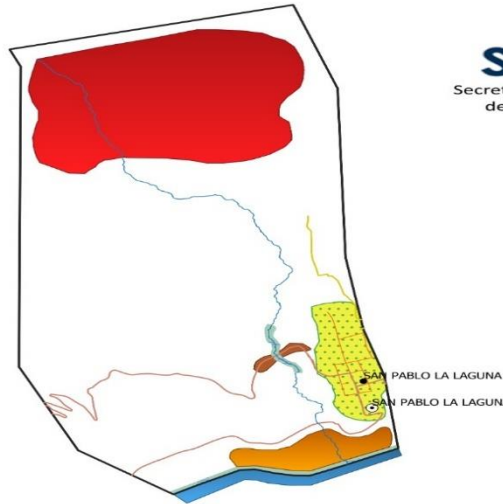 S
Secret
de
SAN PABLO LA LAGUNA
SAN PABLO LA LAGUN